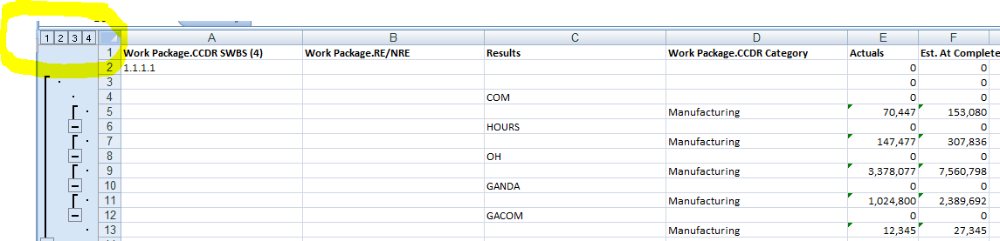 1 2 3 4 A B C D E F
1 Work Package.CCDR SWBS (4) Work Package.RE/NRE Results Work Package.CCDR Category Actuals Est. At Complete
2 1.1.1.1 0 0
3 0 0
4 COM 0 0
5 Manufacturing 70,447 153,080
6 HOURS 0 0
7 Manufacturing 147,477 307,836
8 OH 0 0
9 Manufacturing 3,378,077 7,560,798
10 GANDA 0 0
11 Manufacturing 1,024,800 2,389,692
12 GACOM 0 0
13 Manufacturing 12,345 27,345